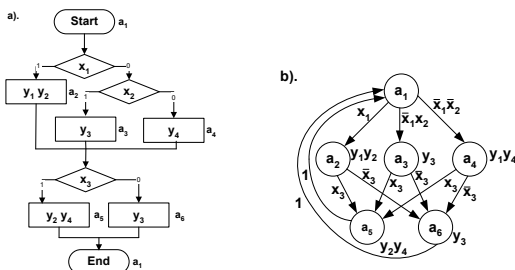 a).
Start a₁
x₁
1 0
y₁ y₂ a₂
x₂
1 0
y₃ a₃
y₄ a₄
x₃
1 0
y₂ y₄ a₅
y₃ a₆
End a₁
b).
a₁
x₁ x̄₁x₂ x̄₁x̄₂
a₂ y₁y₂ a₃ y₃ a₄ y₁y₄
x̄₃ x̄₃ x₃ x̄₃
x₃ x₃
1
1
a₅ a₆
y₂y₄ y₃